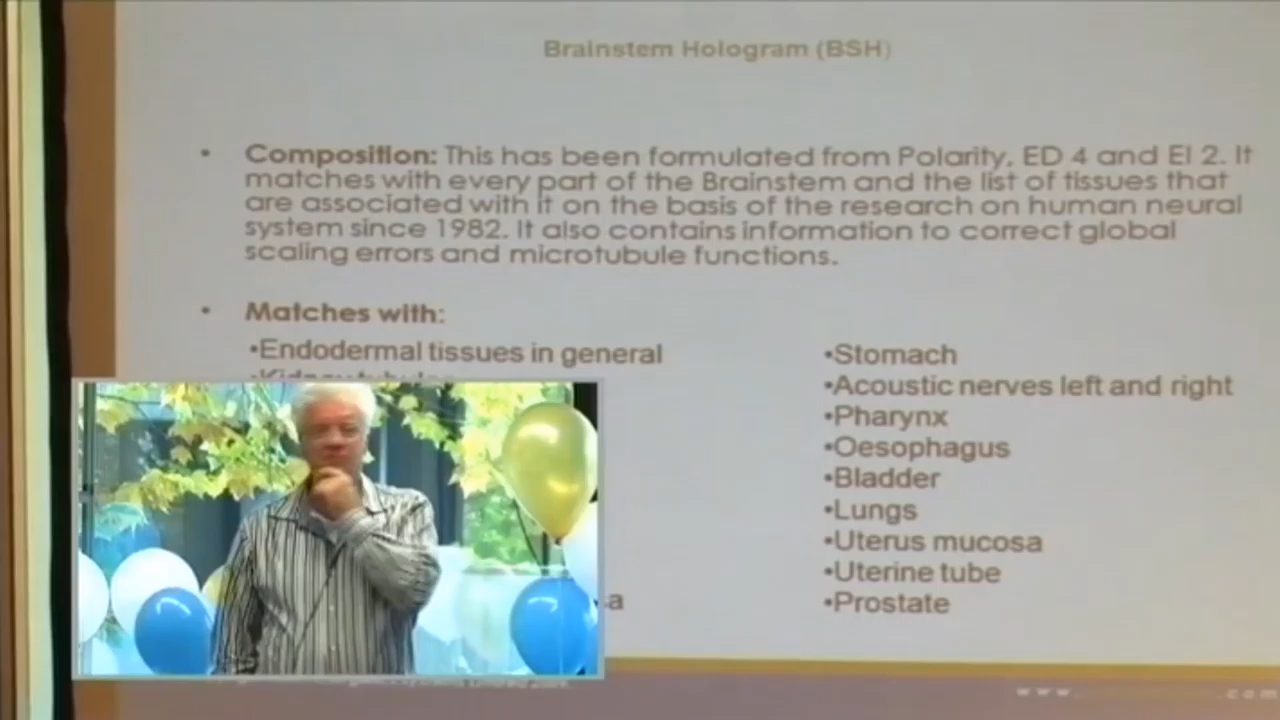 Brainstem Hologram (BSH)
• Composition: This has been formulated from Polarity, ED 4 and EI 2. It
matches with every part of the Brainstem and the list of tissues that
are associated with it on the basis of the research on human neural
system since 1982. It also contains information to correct global
scaling errors and microtubule functions.
• Matches with:
•Endodermal tissues in general
•Stomach
•Acoustic nerves left and right
•Pharynx
•Oesophagus
•Bladder
•Lungs
•Uterus mucosa
•Uterine tube
•Prostate